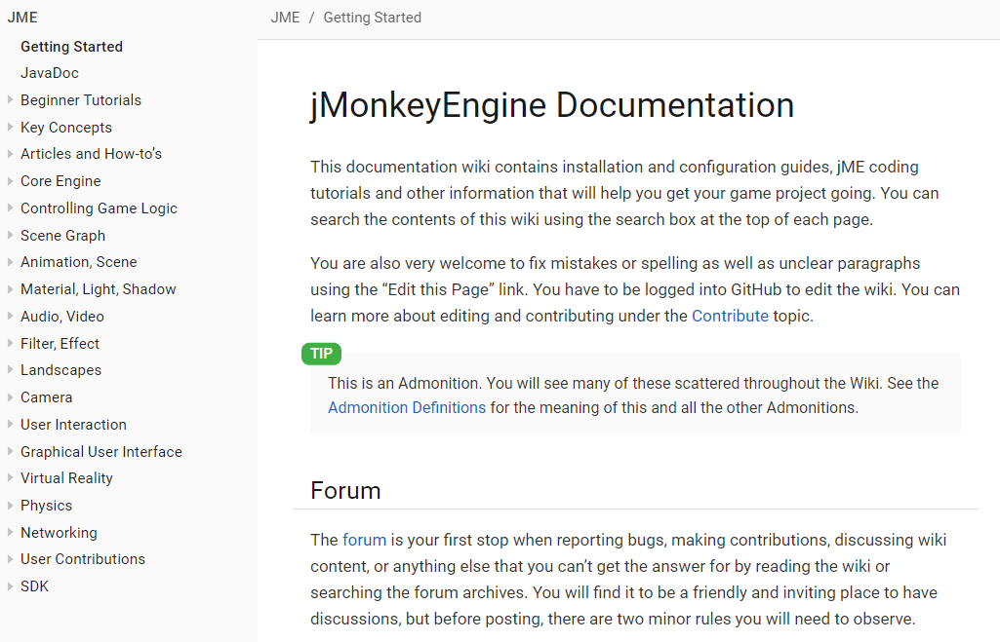 JME
Getting Started
JavaDoc
Beginner Tutorials
Key Concepts
Articles and How-to’s
Core Engine
Controlling Game Logic
Scene Graph
Animation, Scene
Material, Light, Shadow
Audio, Video
Filter, Effect
Landscapes
Camera
User Interaction
Graphical User Interface
Virtual Reality
Physics
Networking
User Contributions
SDK
JME / Getting Started
jMonkeyEngine Documentation
This documentation wiki contains installation and configuration guides, jME coding
tutorials and other information that will help you get your game project going. You can
search the contents of this wiki using the search box at the top of each page.
You are also very welcome to fix mistakes or spelling as well as unclear paragraphs
using the “Edit this Page” link. You have to be logged into GitHub to edit the wiki. You can
learn more about editing and contributing under the Contribute topic.
TIP
This is an Admonition. You will see many of these scattered throughout the Wiki. See the
Admonition Definitions for the meaning of this and all the other Admonitions.
Forum
The forum is your first stop when reporting bugs, making contributions, discussing wiki
content, or anything else that you can’t get the answer for by reading the wiki or
searching the forum archives. You will find it to be a friendly and inviting place to have
discussions, but before posting, there are two minor rules you will need to observe.